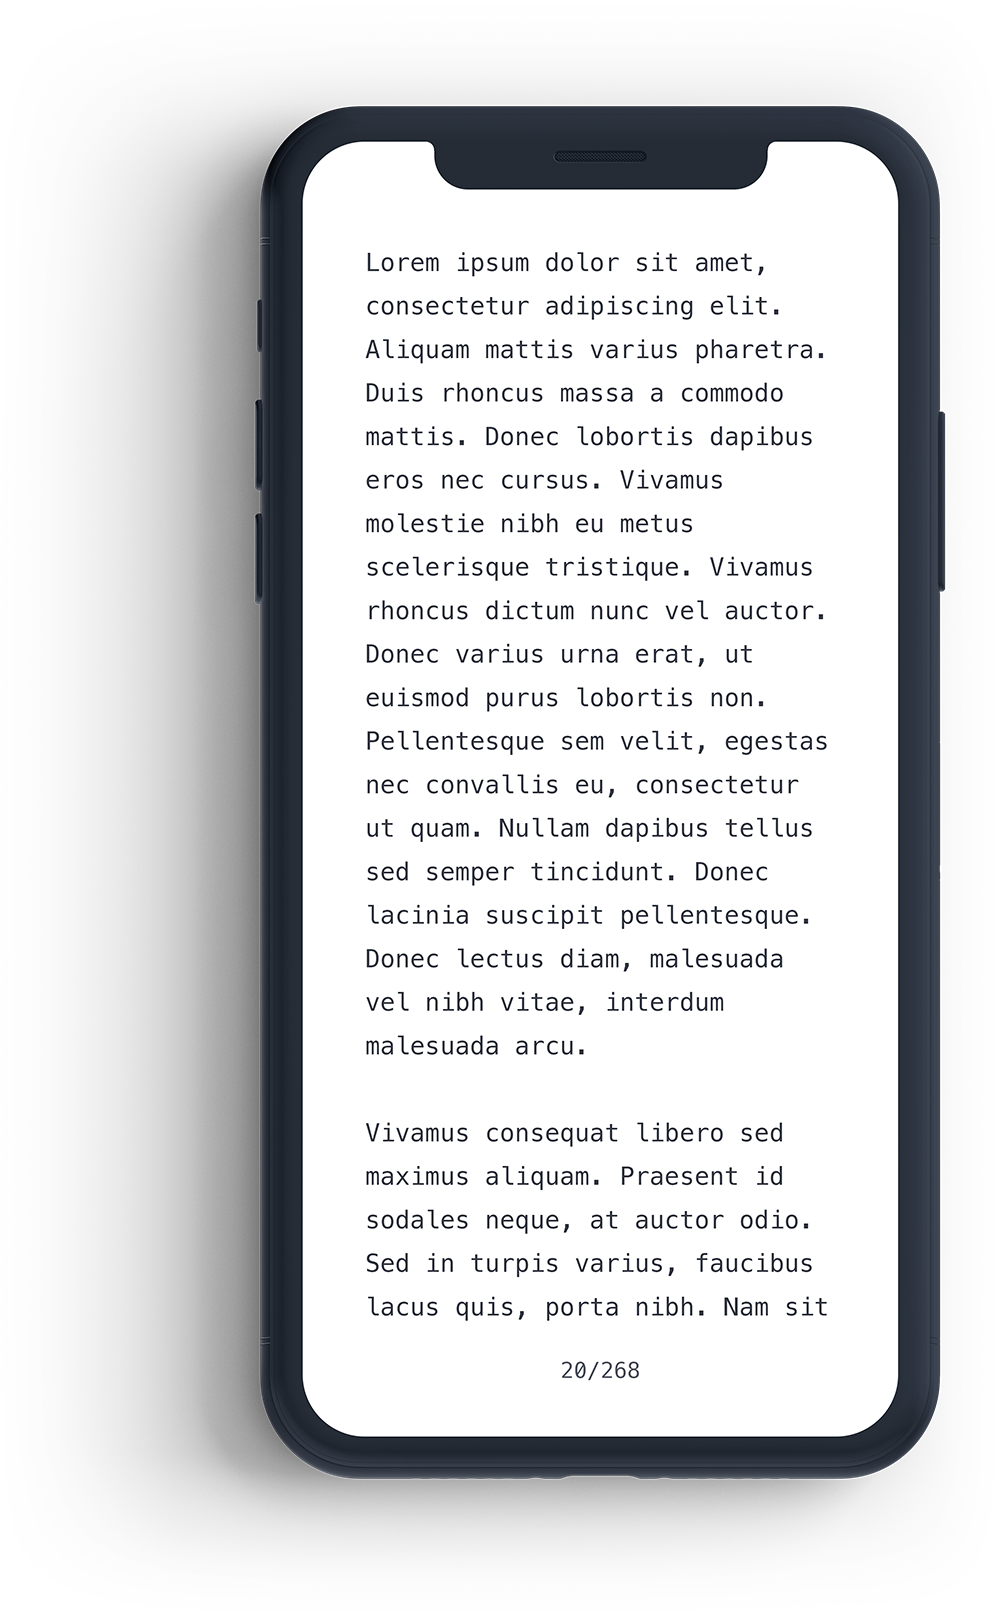 Lorem ipsum dolor sit amet,
consectetur adipiscing elit.
Aliquam mattis varius pharetra.
Duis rhoncus massa a commodo
mattis. Donec lobortis dapibus
eros nec cursus. Vivamus
molestie nibh eu metus
scelerisque tristique. Vivamus
rhoncus dictum nunc vel auctor.
Donec varius urna erat, ut
euismod purus lobortis non.
Pellentesque sem velit, egestas
nec convallis eu, consectetur
ut quam. Nullam dapibus tellus
sed semper tincidunt. Donec
lacinia suscipit pellentesque.
Donec lectus diam, malesuada
vel nibh vitae, interdum
malesuada arcu.
Vivamus consequat libero sed
maximus aliquam. Praesent id
sodales neque, at auctor odio.
Sed in turpis varius, faucibus
lacus quis, porta nibh. Nam sit
20/268